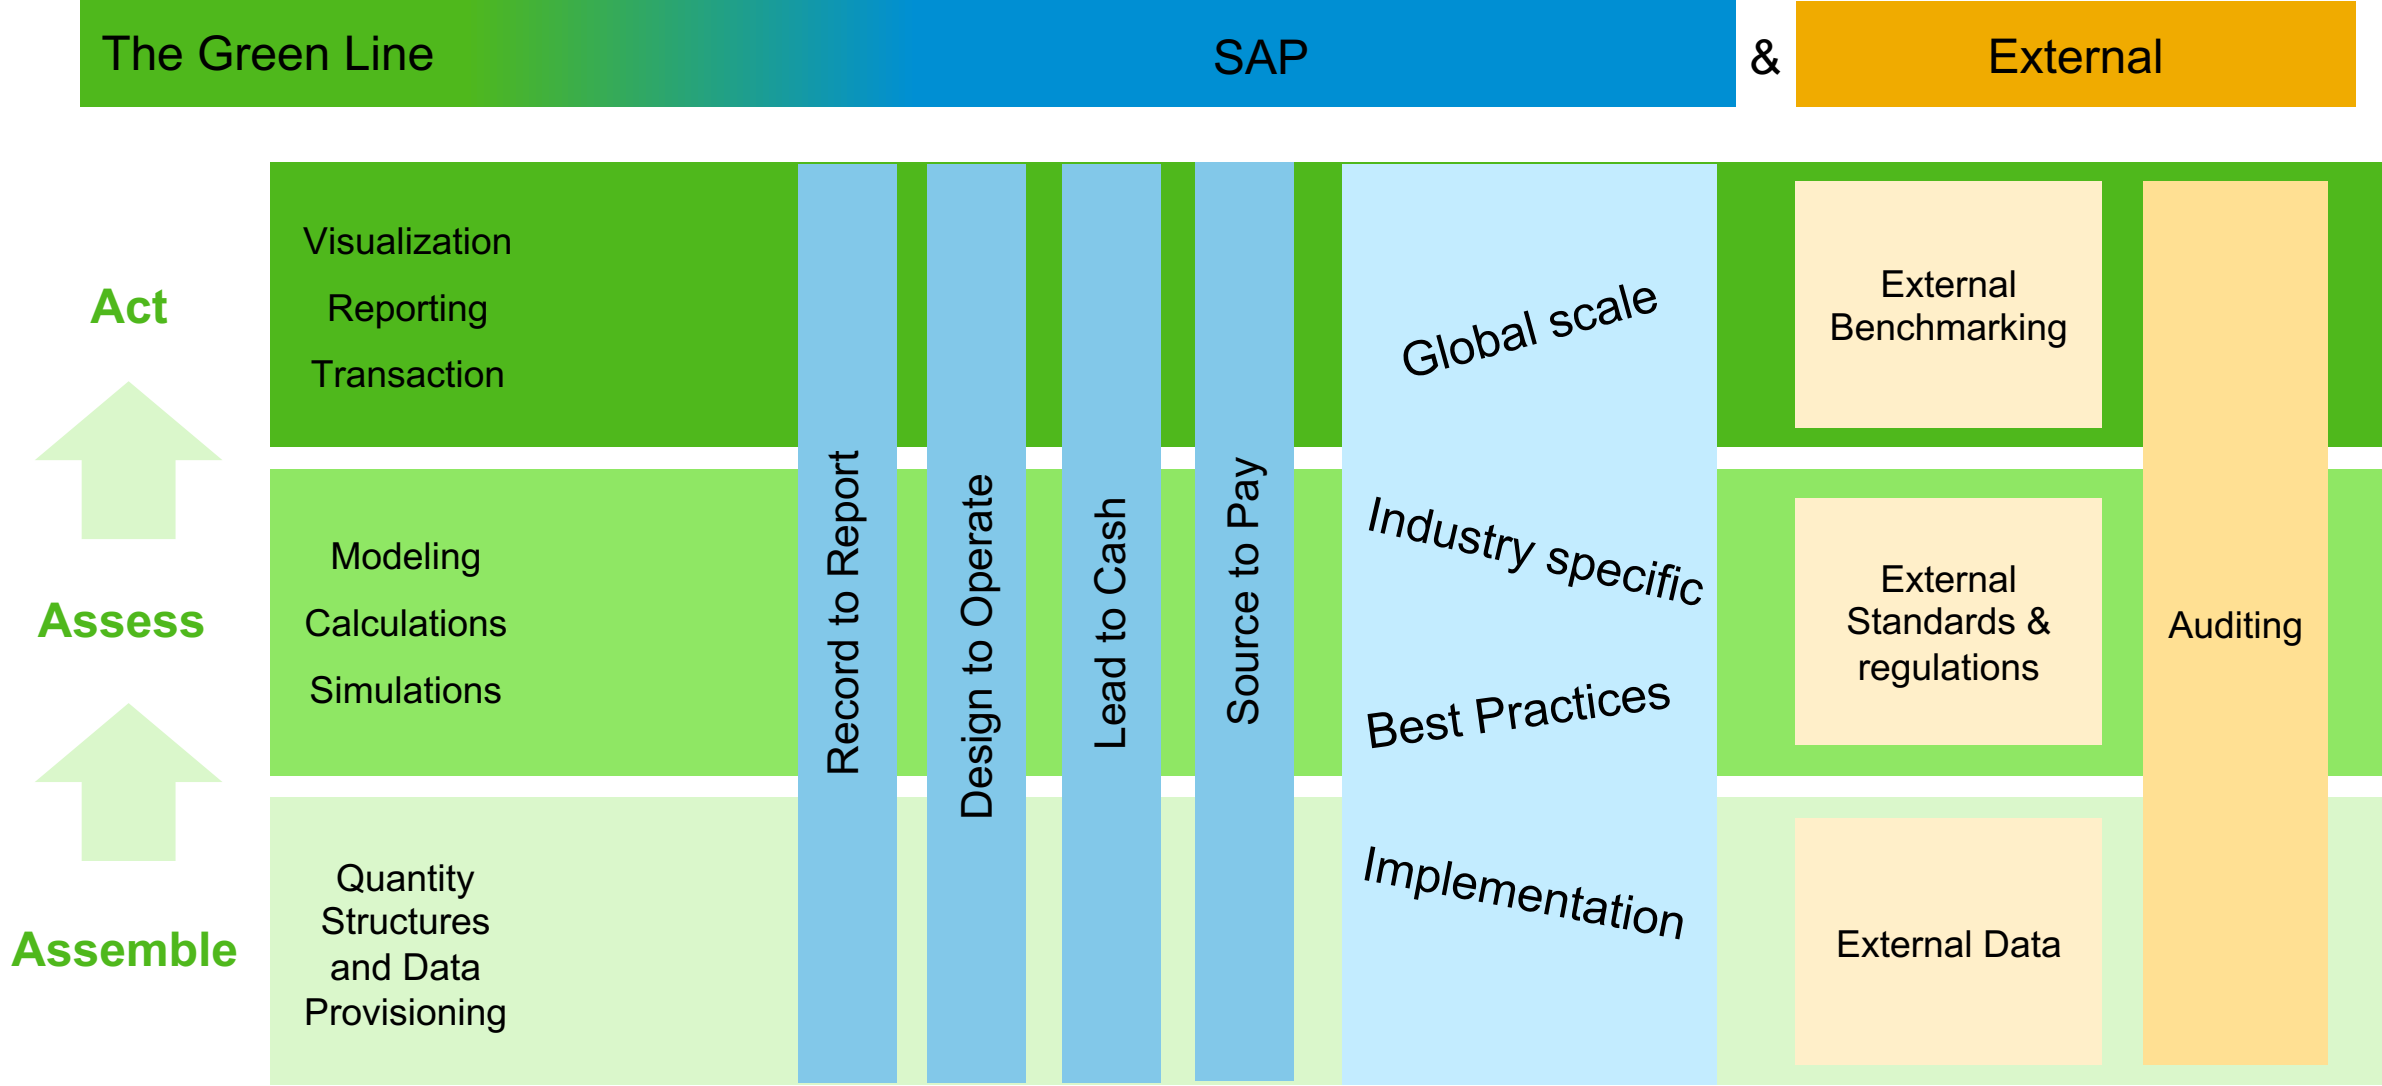 The Green Line
SAP
&
External
Act
Visualization
Reporting
Transaction
Assess
Modeling
Calculations
Simulations
Assemble
Quantity
Structures
and Data
Provisioning
Record to Report
Design to Operate
Lead to Cash
Source to Pay
Global scale
Industry specific
Best Practices
Implementation
External
Benchmarking
External
Standards &
regulations
External Data
Auditing